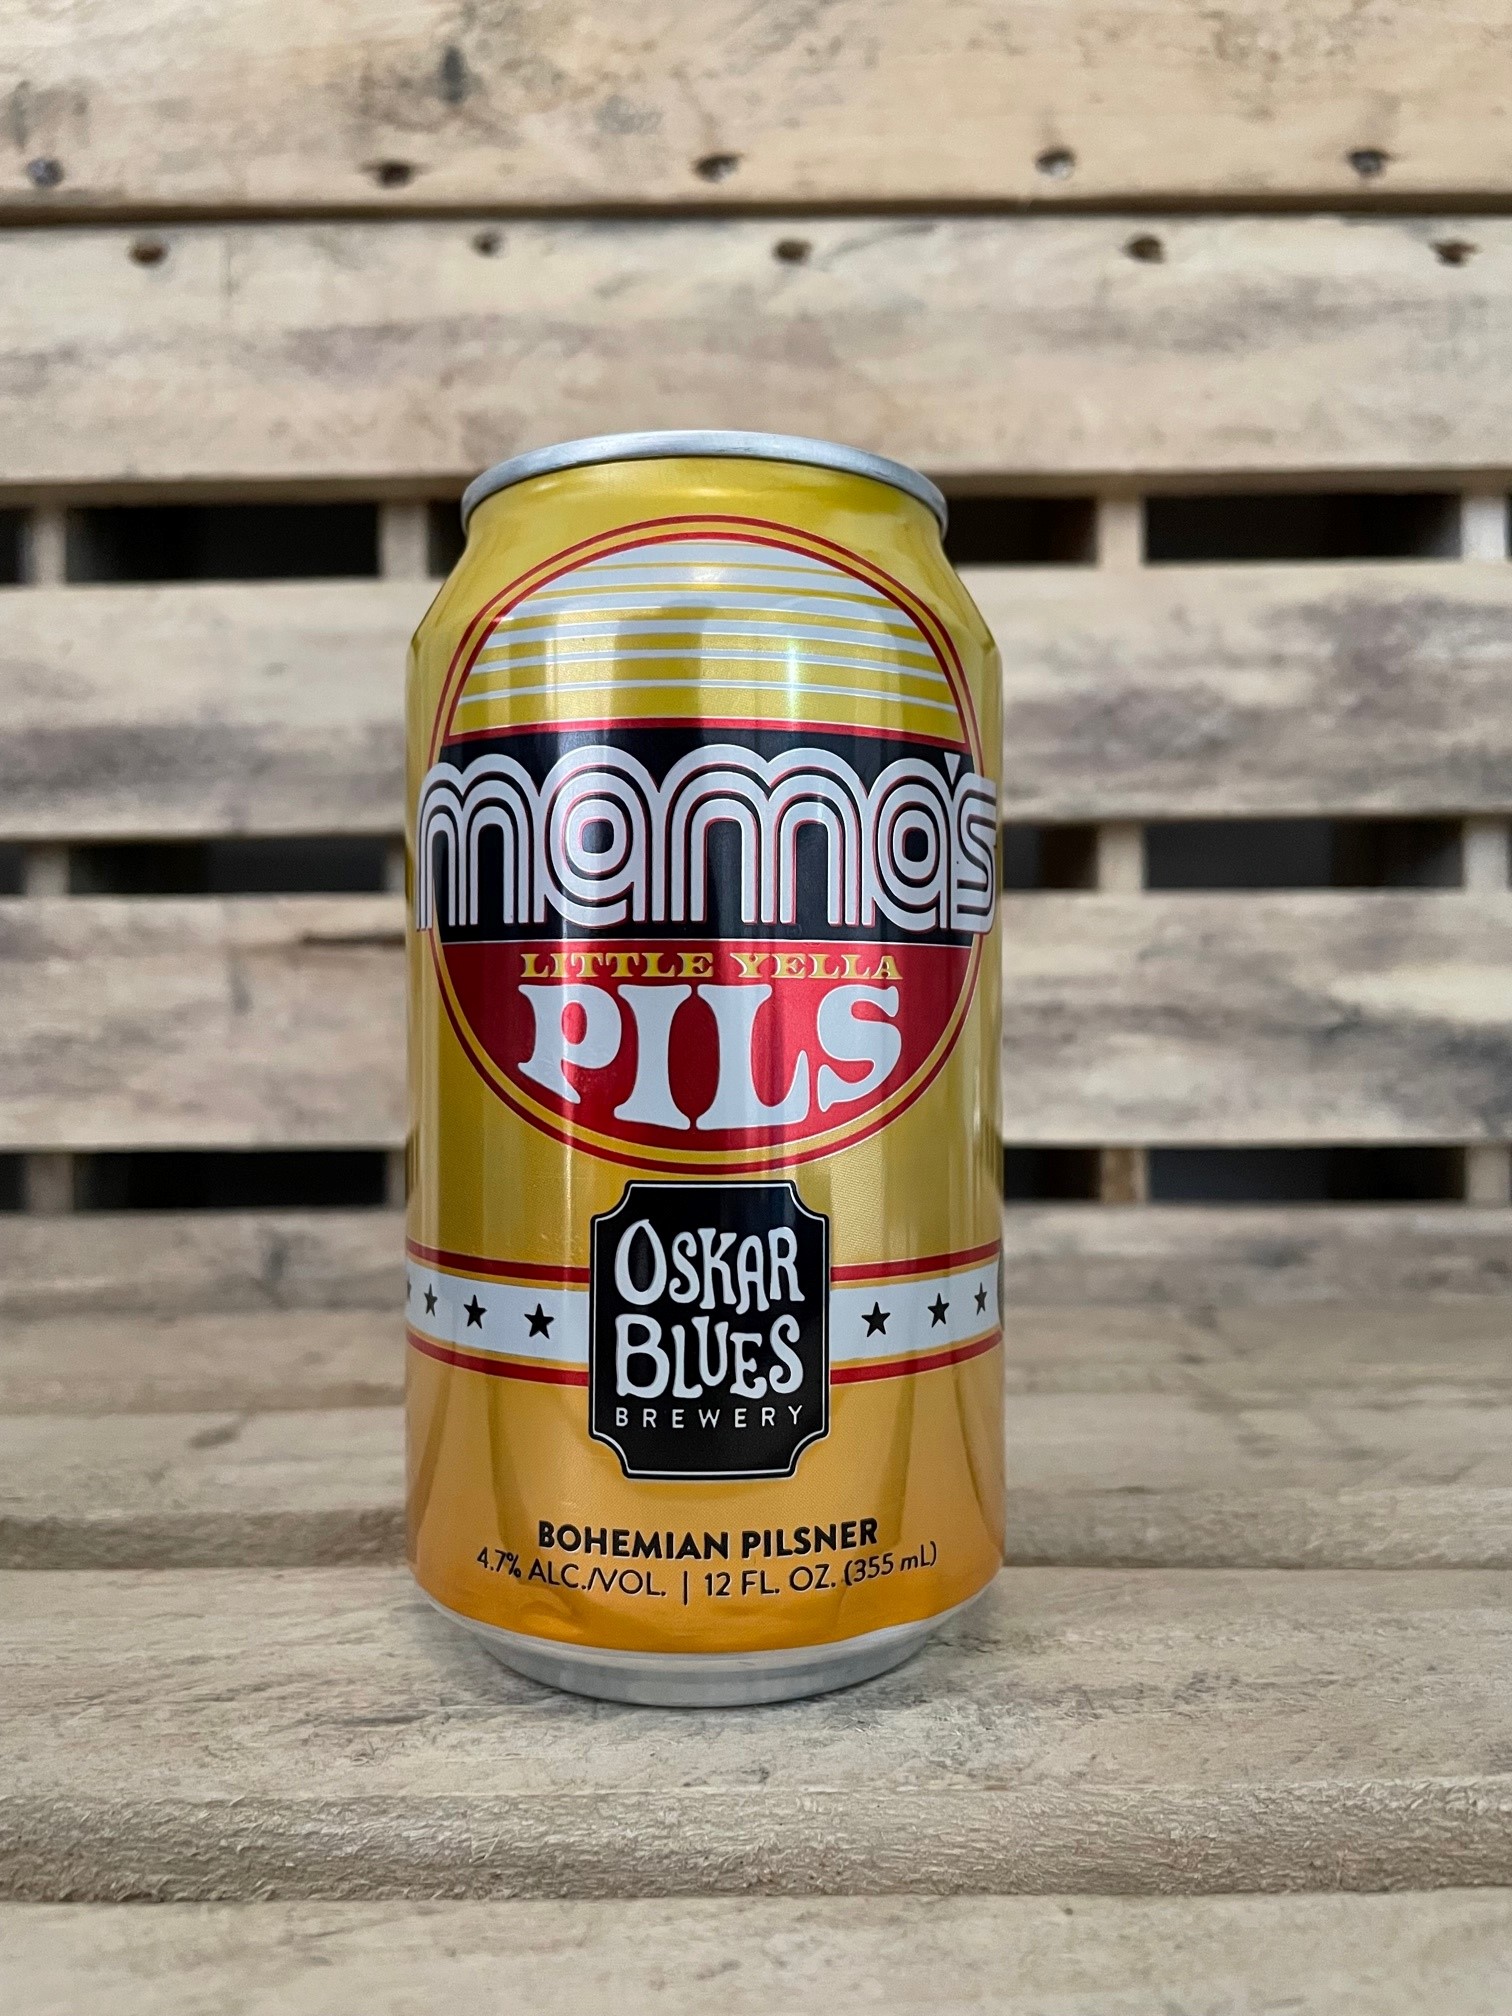 mama's
LITTLE YELLA
PILS
OSKAR
BLUES
BREWERY
BOHEMIAN PILSNER
4.7% ALC./VOL. | 12 FL. OZ. (355 mL)